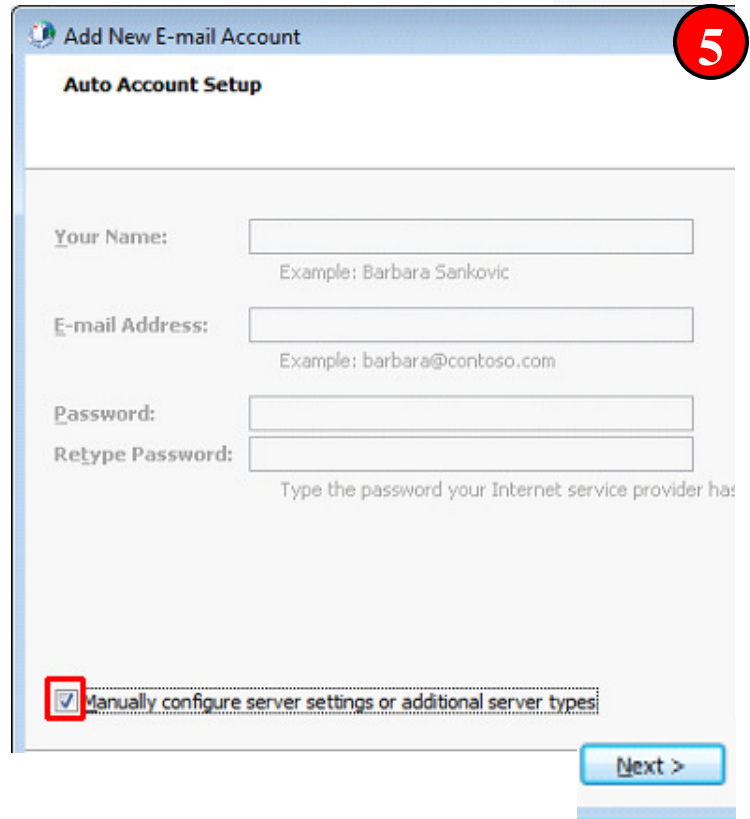 Add New E-mail Account
5
Auto Account Setup
Your Name:
Example: Barbara Sankovic
E-mail Address:
Example: barbara@contoso.com
Password:
Retype Password:
Type the password your Internet service provider has
Manually configure server settings or additional server types
Next >